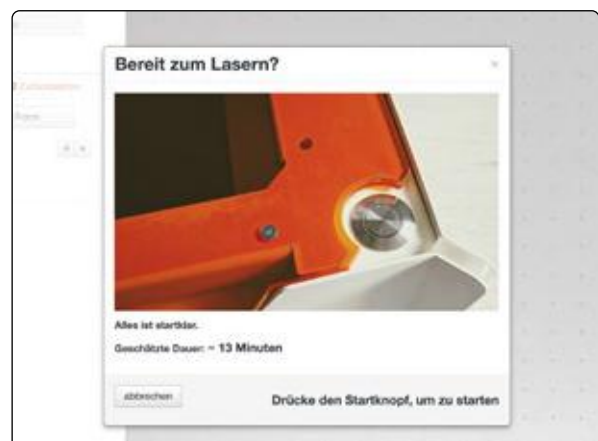 Bereit zum Lasern?
Alles ist startklar.
Geschätzte Dauer: ~ 13 Minuten
abbrechen
Drücke den Startknopf, um zu starten